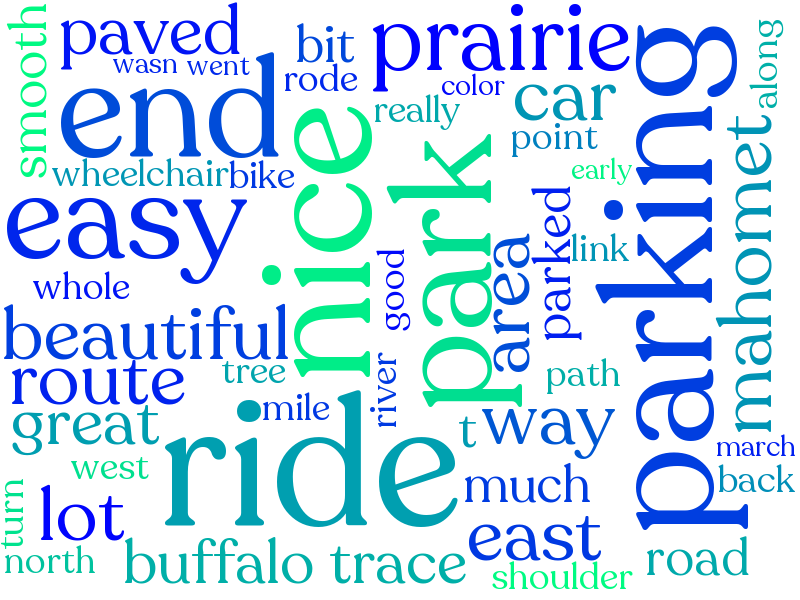 smooth
paved
wasn
went
bit
rode
prairie
color
along
end
really
car
point
parking
wheelchair
bike
nice
park
early
mahomet
easy
whole
good
area
parked
link
beautiful
route
tree
river
path
great
mile
ride
t
way
march
west
much
back
turn
lot
east
north
buffalo trace
shoulder
road